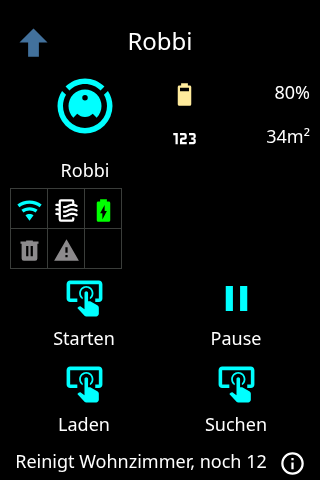 Robbi
80%
123
34m²
Robbi
Starten
Pause
Laden
Suchen
Reinigt Wohnzimmer, noch 12